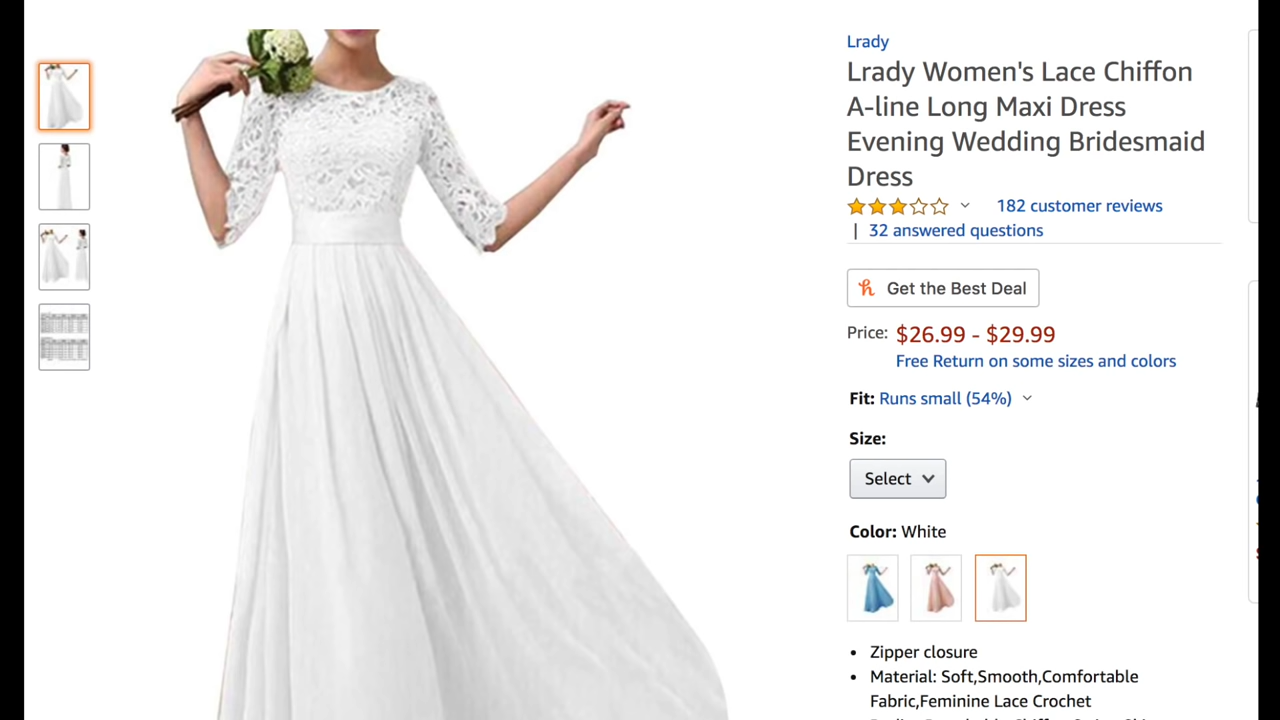 Lrady
Lrady Women's Lace Chiffon
A-line Long Maxi Dress
Evening Wedding Bridesmaid
Dress
182 customer reviews
| 32 answered questions
Get the Best Deal
Price: $26.99 - $29.99
Free Return on some sizes and colors
Fit: Runs small (54%)
Size:
Select
Color: White
• Zipper closure
• Material: Soft,Smooth,Comfortable
Fabric,Feminine Lace Crochet